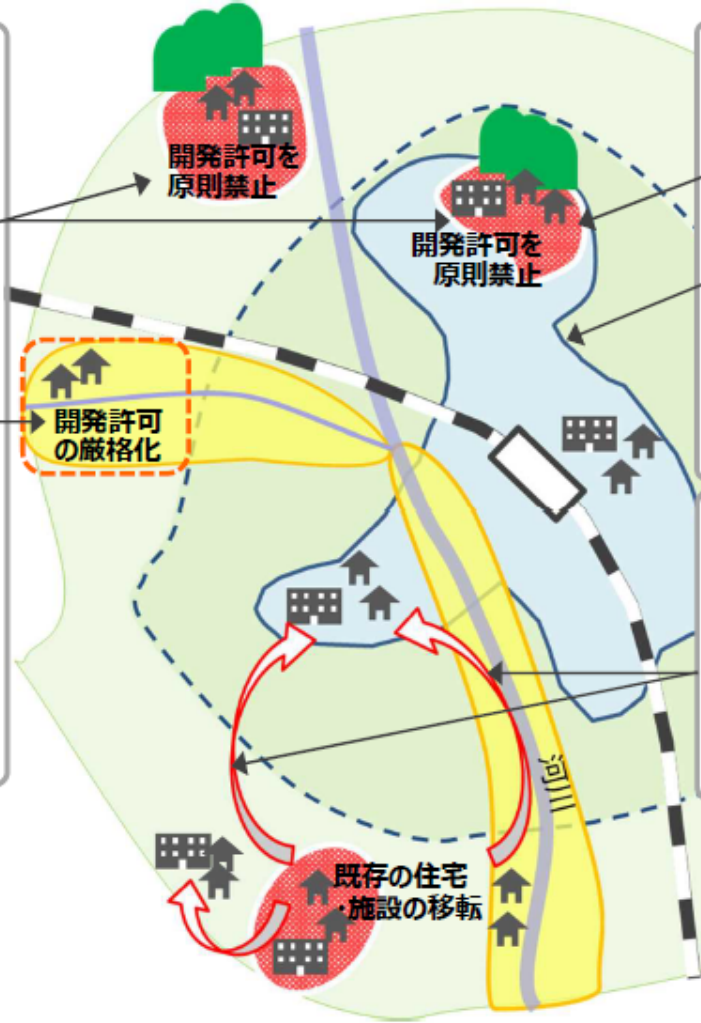 開発許可を
原則禁止
開発許可を
原則禁止
開発許可
の厳格化
河川
既存の住宅
・施設の移転